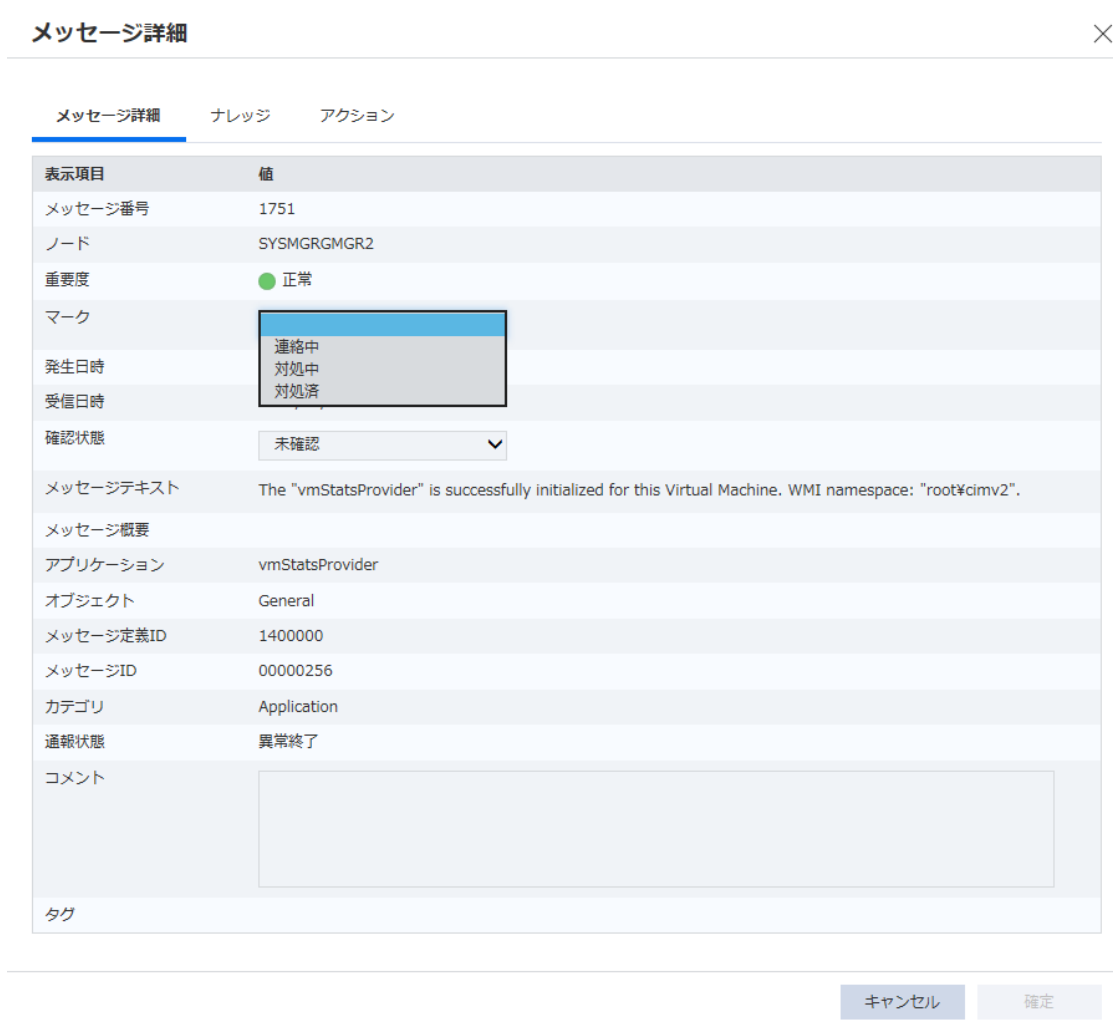 メッセージ詳細
メッセージ詳細 ナレッジ アクション
表示項目 値
メッセージ番号 1751
ノード SYSMGRGMGR2
重要度 正常
マーク
連絡中
発生日時 対処中
対処済
受信日時
確認状態 未確認
メッセージテキスト The "vmStatsProvider" is successfully initialized for this Virtual Machine. WMI namespace: "root¥cimv2".
メッセージ概要
アプリケーション vmStatsProvider
オブジェクト General
メッセージ定義ID 1400000
メッセージID 00000256
カテゴリ Application
通報状態 異常終了
コメント
タグ
キャンセル 確定